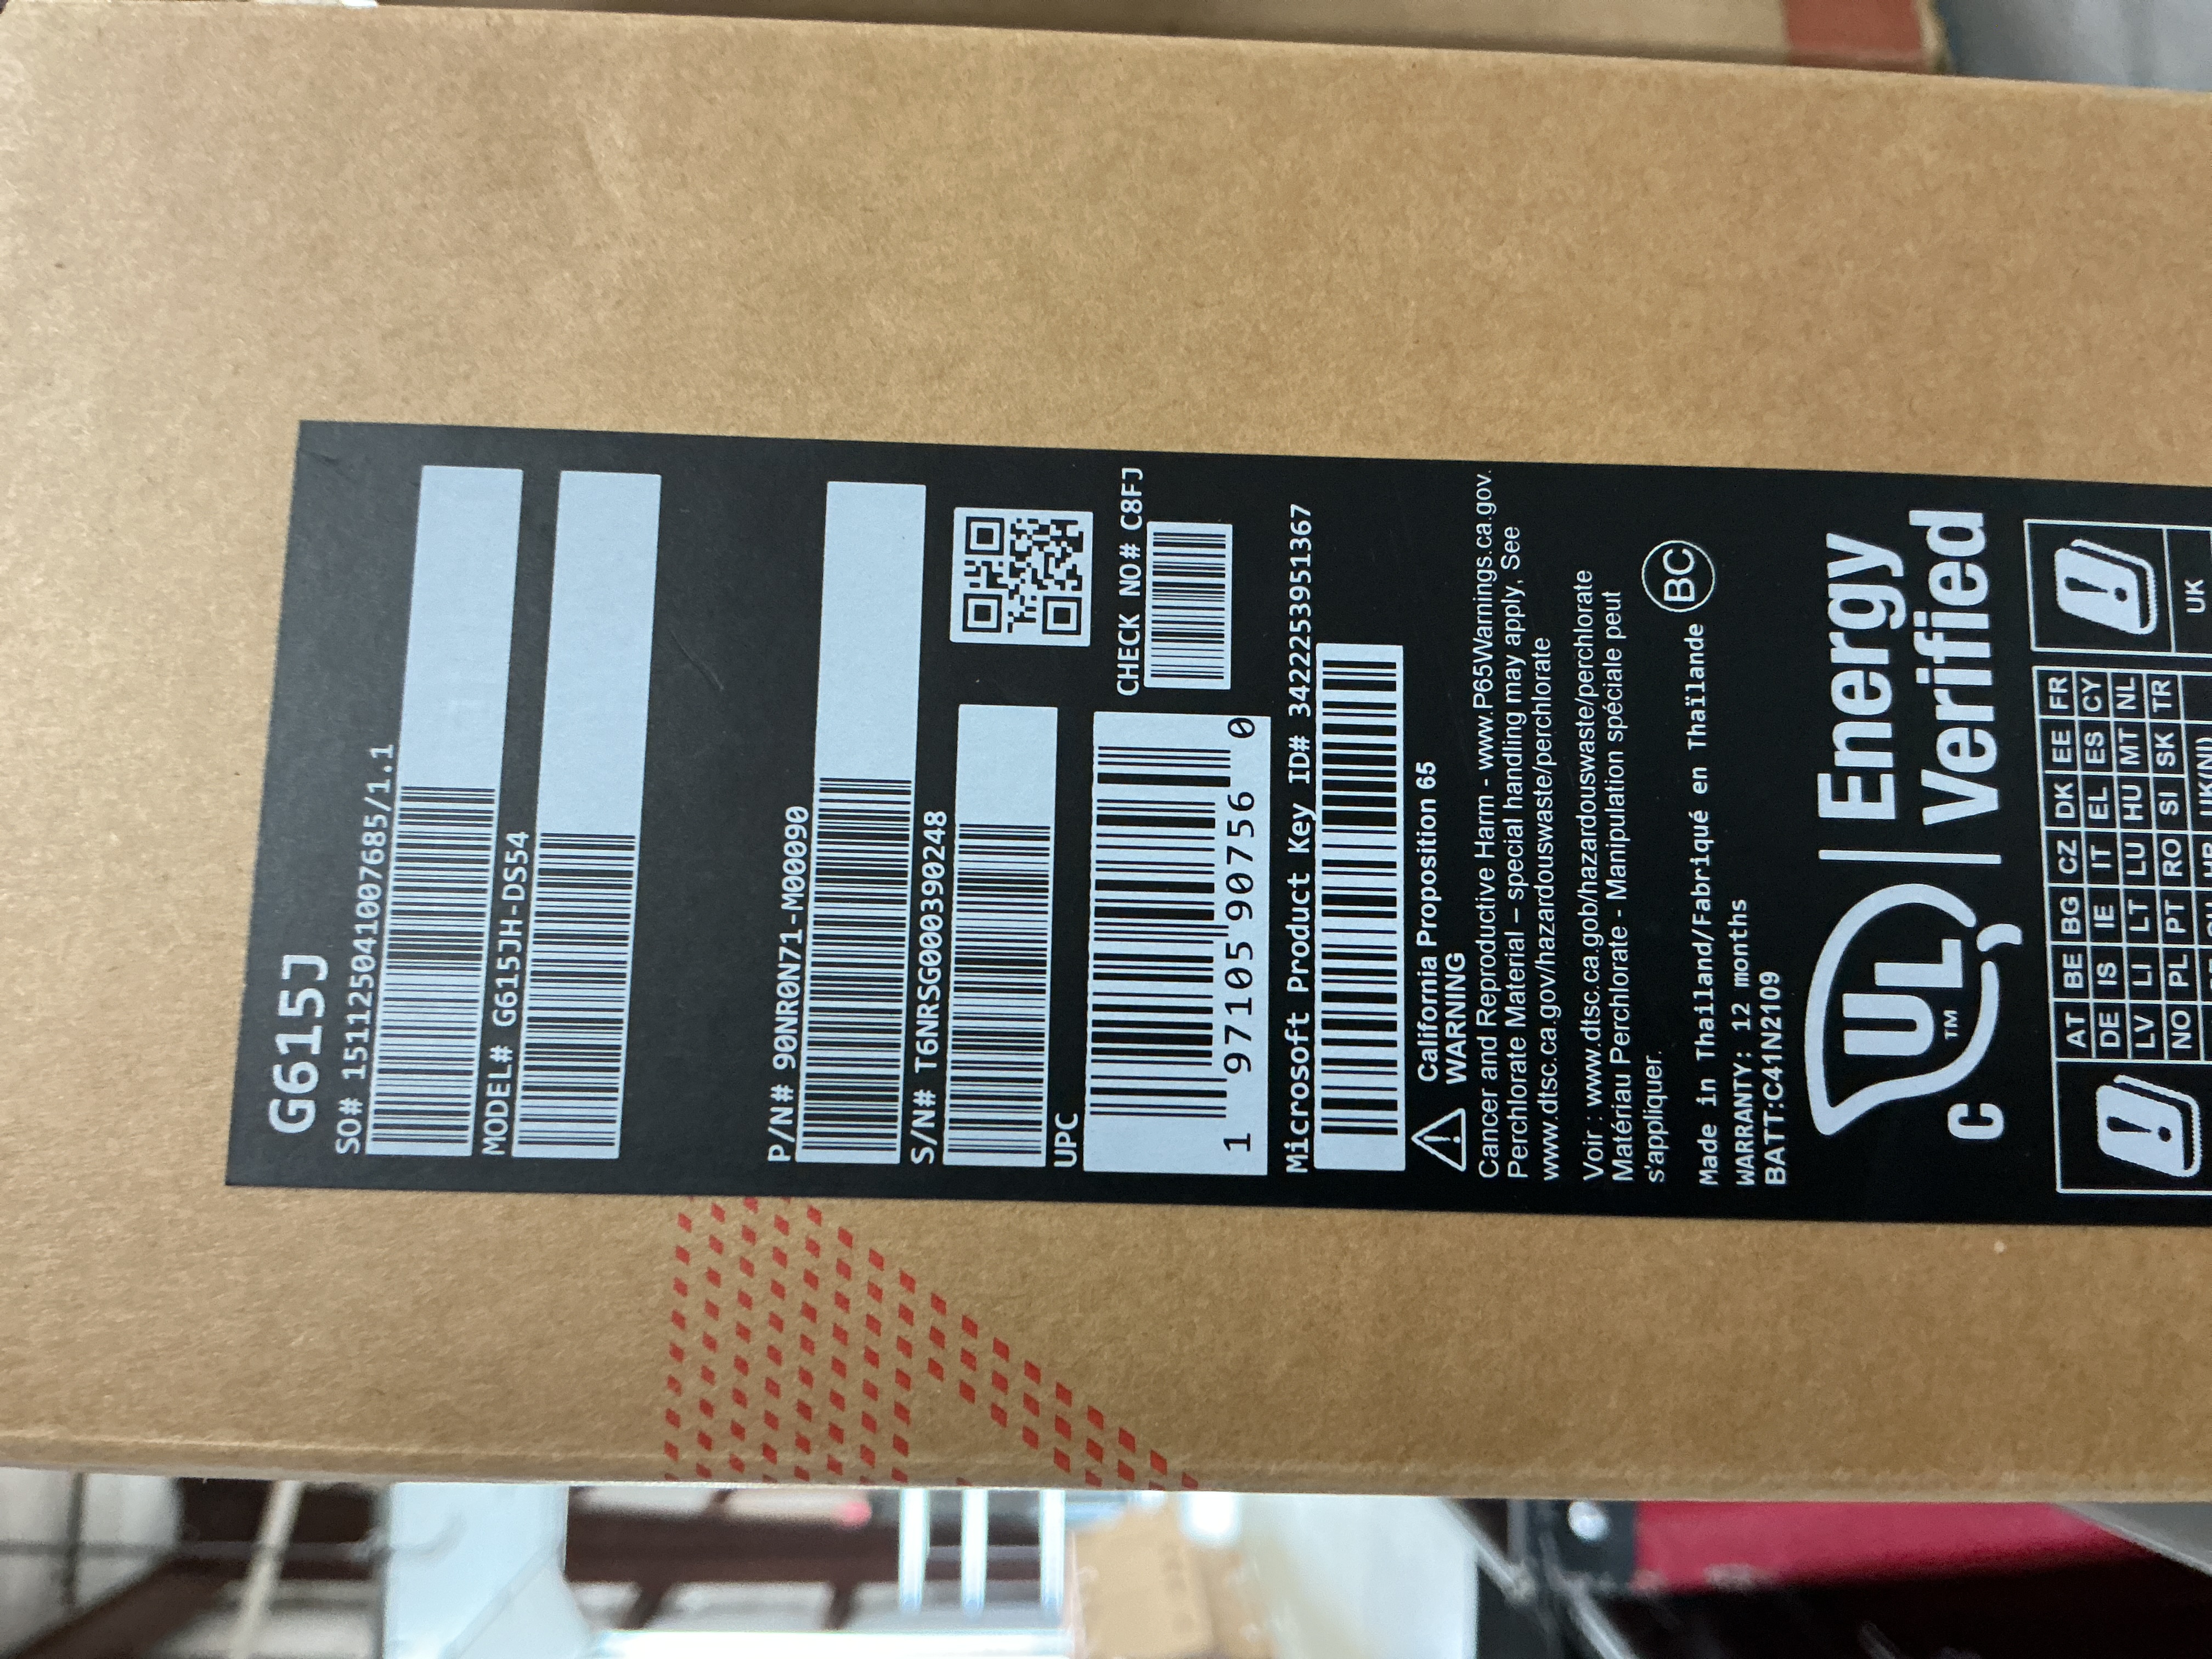 G615J
SO# 151125041007685/1.1
MODEL# G615JH-DS54
P/N# 90NR0N71-M00090
S/N# T6NRSG000390248
CHECK NO# C8FJ
UPC
1 97105 90756 0
Microsoft Product Key ID# 3422253951367
California Proposition 65
WARNING
Cancer and Reproductive Harm - www.P65Warnings.ca.gov.
Perchlorate Material – special handling may apply, See
www.dtsc.ca.gov/hazardouswaste/perchlorate
Voir : www.dtsc.ca.gob/hazardouswaste/perchlorate
Matériau Perchlorate - Manipulation spéciale peut
s'appliquer.
Made in Thailand/Fabriqué en Thaïlande BC
WARRANTY: 12 months
BATT:C41N2109
UL Energy
C TM Verified
AT BE BG CZ DK EE FR
DE IS IE IT EL ES CY
LV LI LT LU HU MT NL
NO PL PT RO SI SK TR
UK